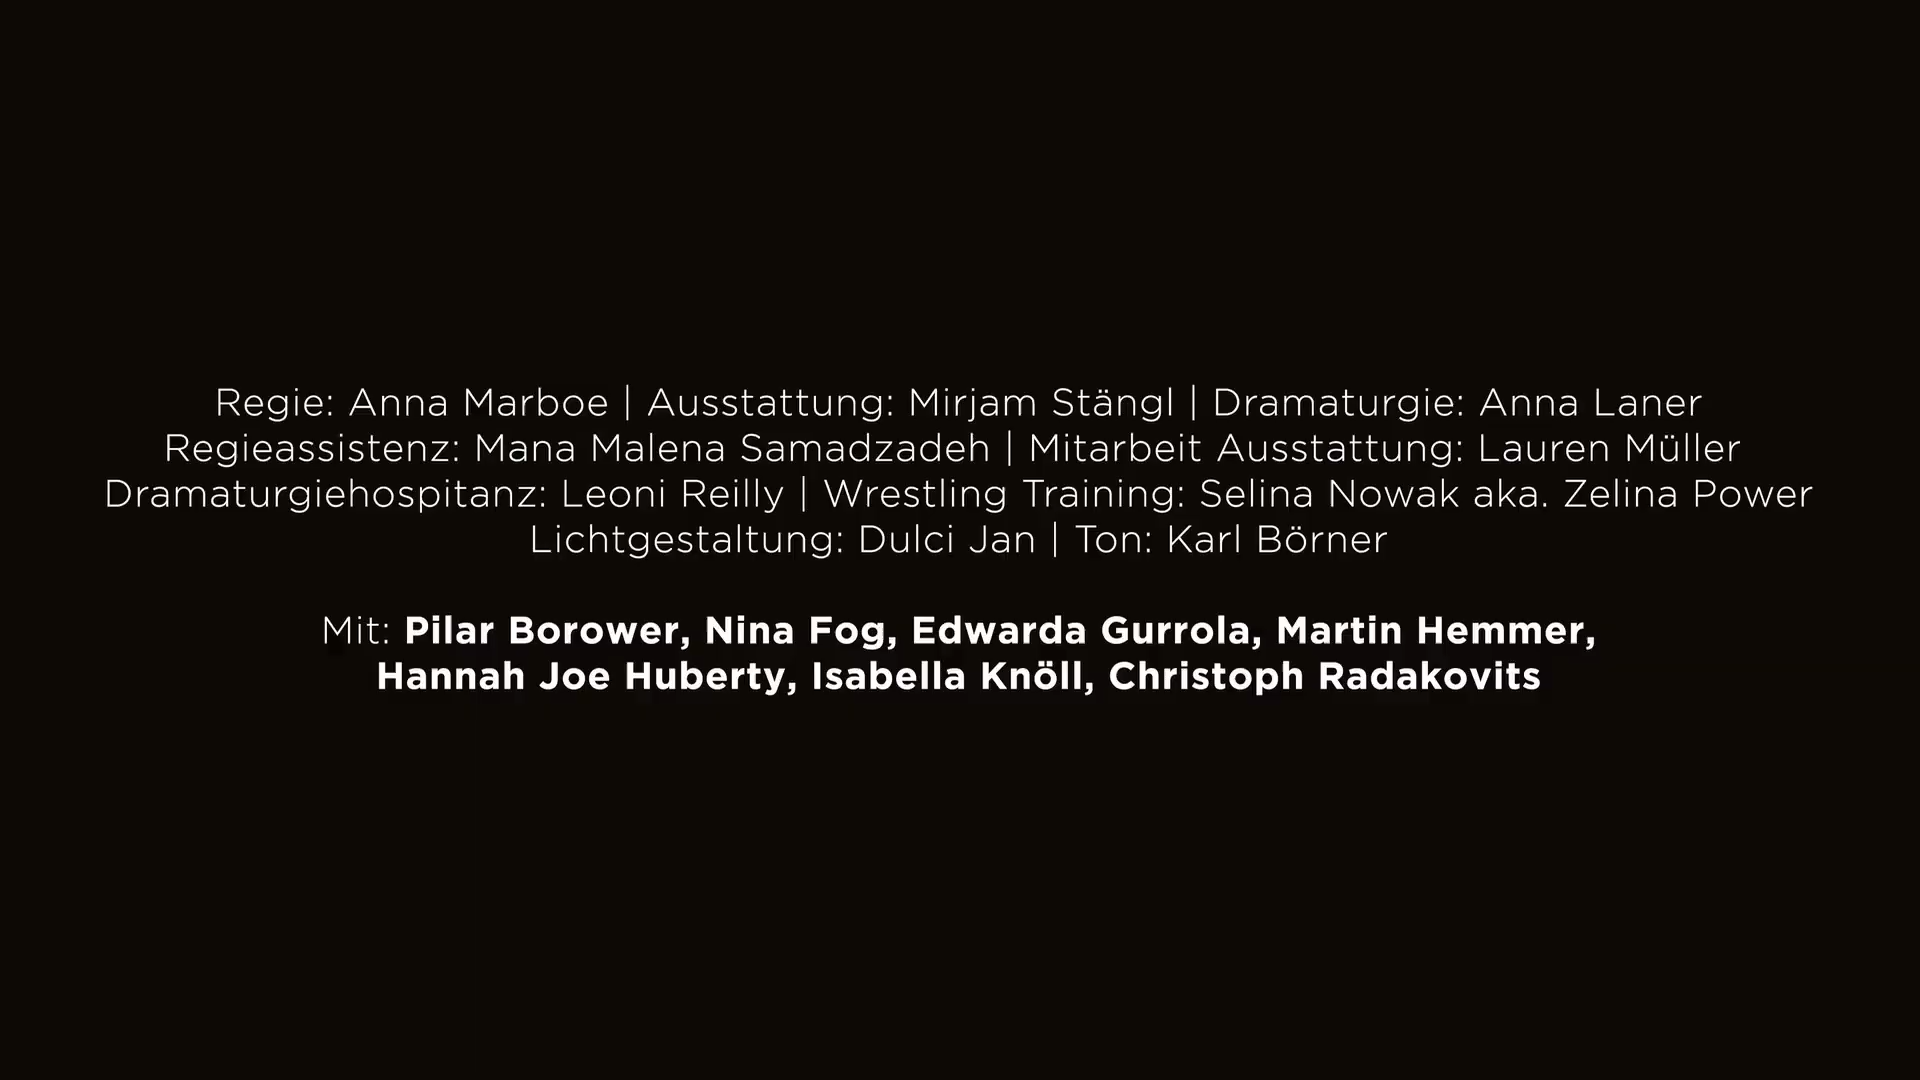 Regie: Anna Marboe | Ausstattung: Mirjam Stängl | Dramaturgie: Anna Laner
Regieassistenz: Mana Malena Samadzadeh | Mitarbeit Ausstattung: Lauren Müller
Dramaturgiehospitanz: Leoni Reilly | Wrestling Training: Selina Nowak aka. Zelina Power
Lichtgestaltung: Dulci Jan | Ton: Karl Börner
Mit: Pilar Borower, Nina Fog, Edwarda Gurrola, Martin Hemmer,
Hannah Joe Huberty, Isabella Knöll, Christoph Radakovits